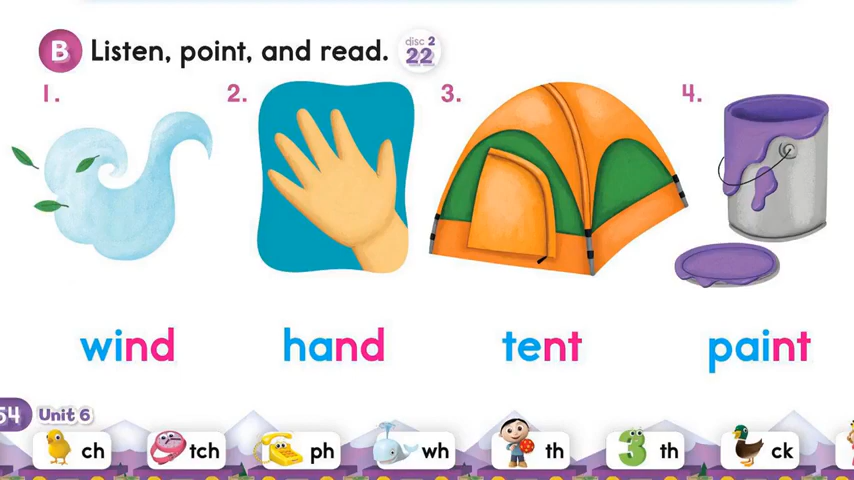 B Listen, point, and read. disc 2 22
1. 2. 3. 4.
wind hand tent paint
54 Unit 6
ch tch ph wh th 3 th ck